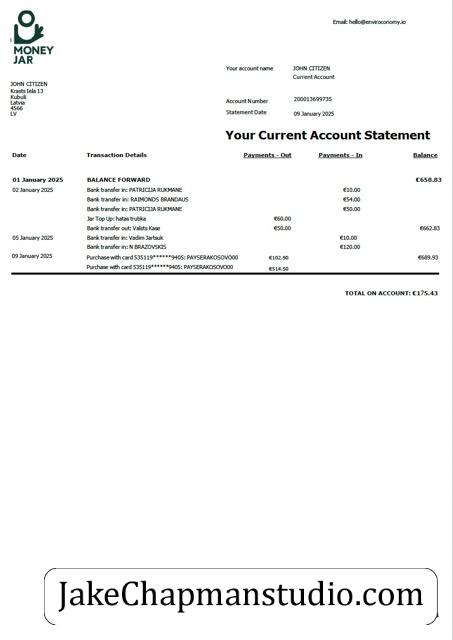 MONEY
JAR
Email: hello@enviroconomy.io
Your account name JOHN CITIZEN
Current Account
JOHN CITIZEN
Krasts Iela 13
Kubuli
Latvia
4566
LV
Account Number 200013699735
Statement Date 09 January 2025
Your Current Account Statement
Date Transaction Details Payments - Out Payments - In Balance
01 January 2025 BALANCE FORWARD €658.83
02 January 2025 Bank transfer in: PATRICIJA RUKMANE €10.00
Bank transfer in: RAIMONDS BRANDAUS €54.00
Bank transfer in: PATRICIJA RUKMANE €50.00
Jar Top Up: hatas trubka €60.00
Bank transfer out: Valsts Kase €50.00 €662.83
05 January 2025 Bank transfer in: Vadim Jartsuk €10.00
Bank transfer in: N BRAZOVSKIS €120.00
09 January 2025 Purchase with card 535119******9405: PAYSERAKOSOVO00 €102.90 €689.93
Purchase with card 535119******9405: PAYSERAKOSOVO00 €514.50
TOTAL ON ACCOUNT: €175.43
JakeChapmanstudio.com